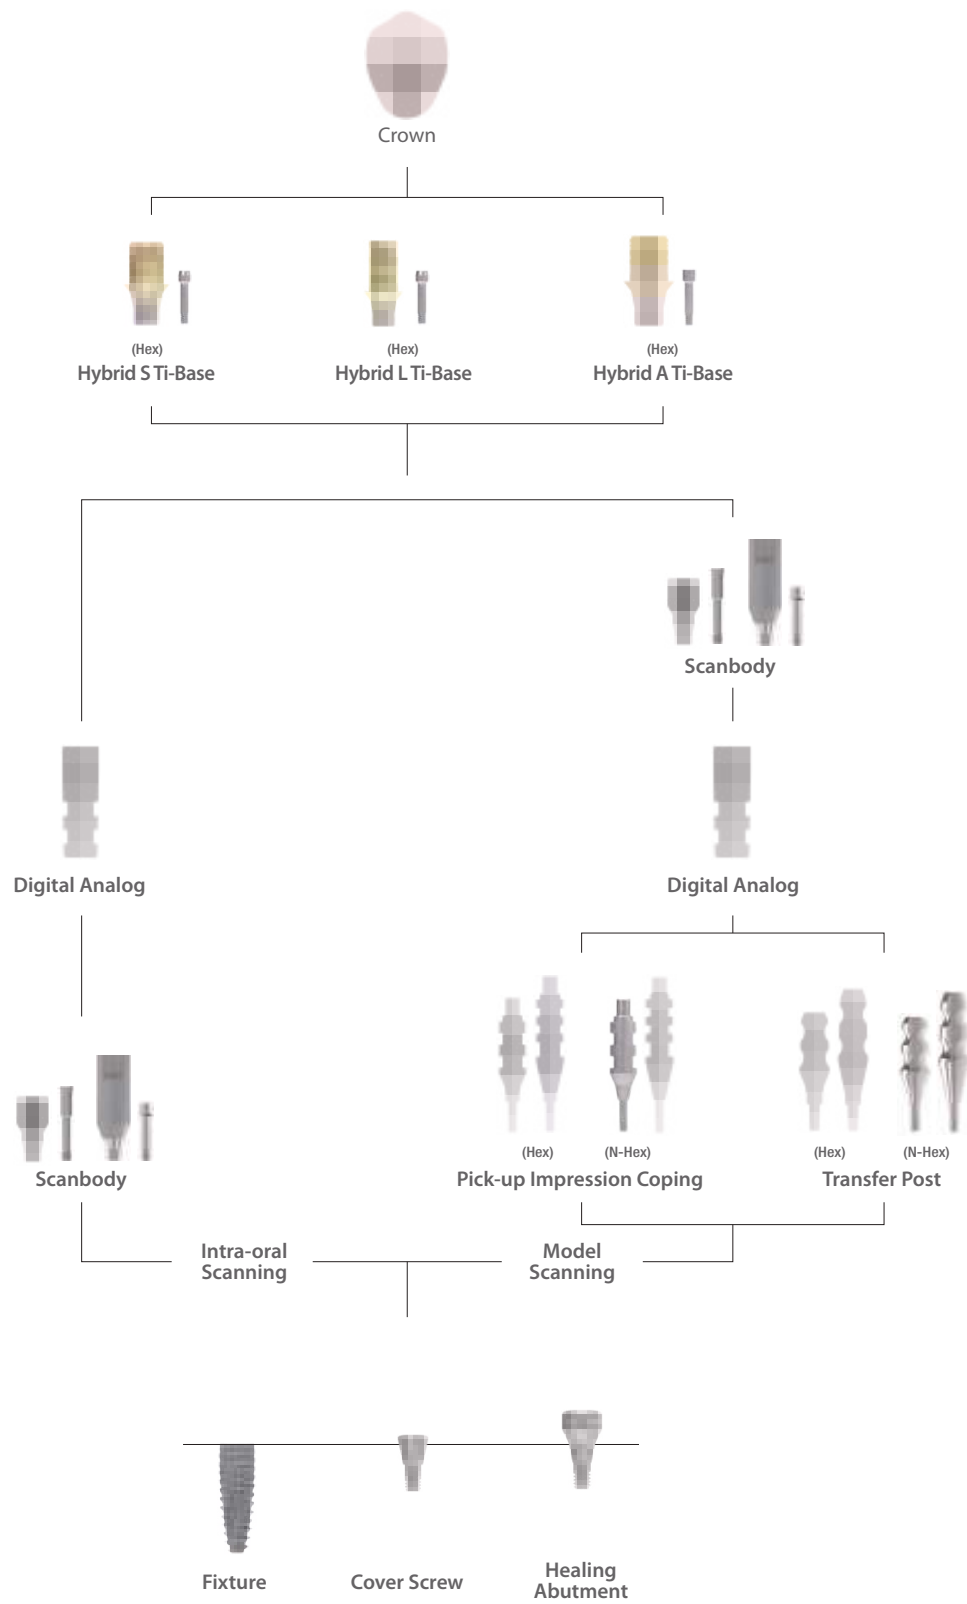 Crown
(Hex)
Hybrid S Ti-Base
(Hex)
Hybrid L Ti-Base
(Hex)
Hybrid A Ti-Base
Scanbody
Digital Analog
Digital Analog
Scanbody
(Hex)
(N-Hex)
Pick-up Impression Coping
(Hex)
(N-Hex)
Transfer Post
Intra-oral
Scanning
Model
Scanning
Fixture
Cover Screw
Healing
Abutment